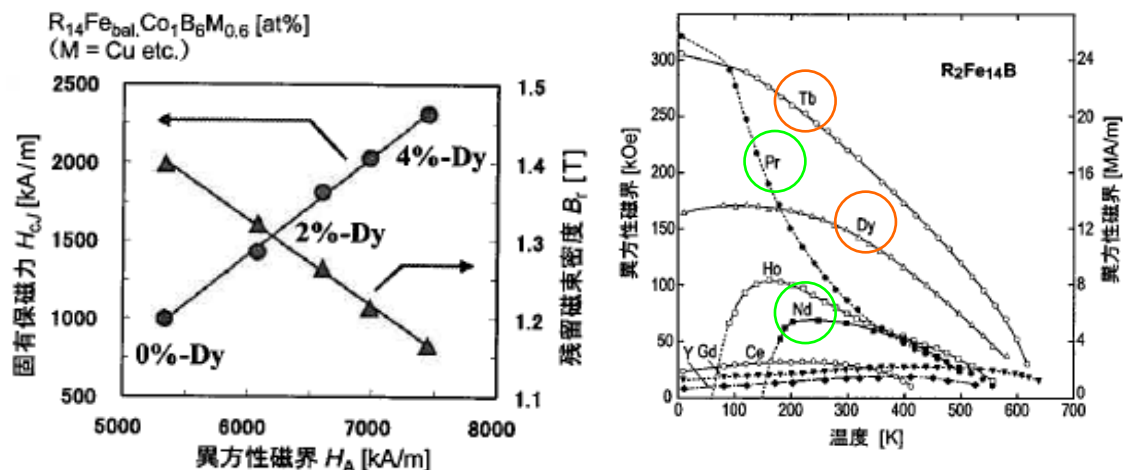 R14Febal.Co1B6M0.6 [at%]
(M = Cu etc.)
固有保磁力 HcJ [kA/m]
2500
2000
1500
1000
500
4%-Dy
2%-Dy
0%-Dy
1.5
1.4
1.3
1.2
1.1
残留磁束密度 Br [T]
5000 6000 7000 8000
異方性磁界 HA [kA/m]
異方性磁界 [kOe]
350
300
250
200
150
100
50
0
R2Fe14B
Tb
Pr
Dy
Ho
Nd
Y Gd Ce
24
20
16
12
8
4
0
異方性磁界 [MA/m]
0 100 200 300 400 500 600 700
温度 [K]